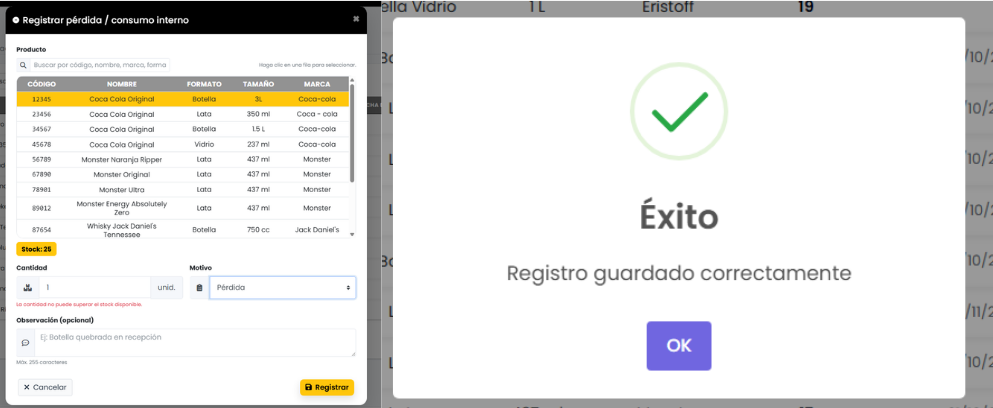 Registrar pérdida / consumo interno
Producto
Buscar por código, nombre, marca, forma
Haga clic en una fila para seleccionar.
CÓDIGO NOMBRE FORMATO TAMAÑO MARCA
12345 Coca Cola Original Botella 3L Coca-cola
23456 Coca Cola Original Lata 350 ml Coca - cola
34567 Coca Cola Original Botella 1.5 L Coca-cola
45678 Coca Cola Original Vidrio 237 ml Coca-cola
56789 Monster Naranja Ripper Lata 437 ml Monster
67890 Monster Original Lata 437 ml Monster
78901 Monster Ultra Lata 437 ml Monster
89012 Monster Energy Absolutely Zero Lata 437 ml Monster
87654 Whisky Jack Daniel's Tennessee Botella 750 cc Jack Daniel's
Stock: 25
Cantidad Motivo
1 unid. Pérdida
La cantidad no puede superar el stock disponible.
Observación (opcional)
Ej: Botella quebrada en recepción
Máx. 255 caracteres
Cancelar Registrar
ella Vidrio 1 L Eristoff 19
Éxito
Registro guardado correctamente
OK